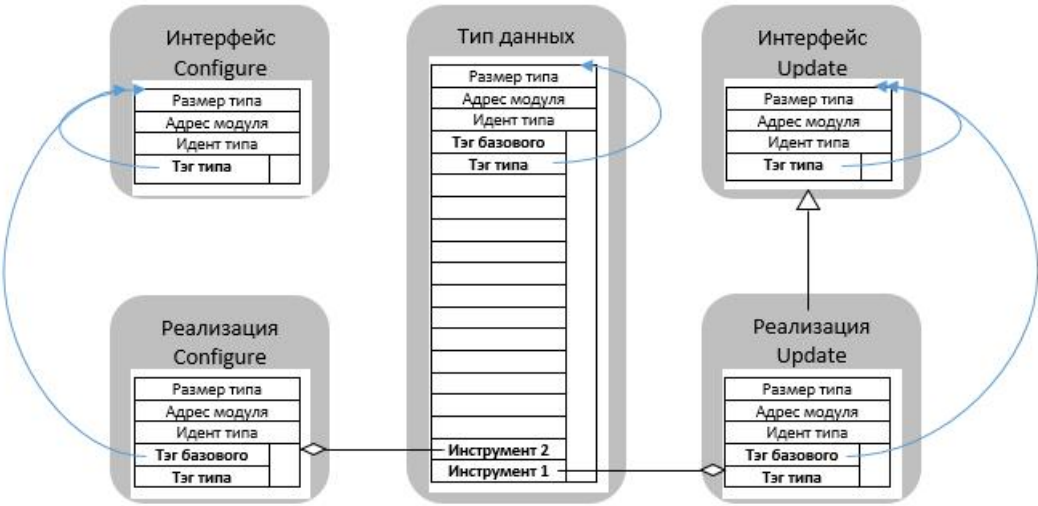 Интерфейс
Configure
Размер типа
Адрес модуля
Идент типа
Тэг типа
Тип данных
Размер типа
Адрес модуля
Идент типа
Тэг базового
Тэг типа
Инструмент 2
Инструмент 1
Интерфейс
Update
Размер типа
Адрес модуля
Идент типа
Тэг типа
Реализация
Configure
Размер типа
Адрес модуля
Идент типа
Тэг базового
Тэг типа
Реализация
Update
Размер типа
Адрес модуля
Идент типа
Тэг базового
Тэг типа